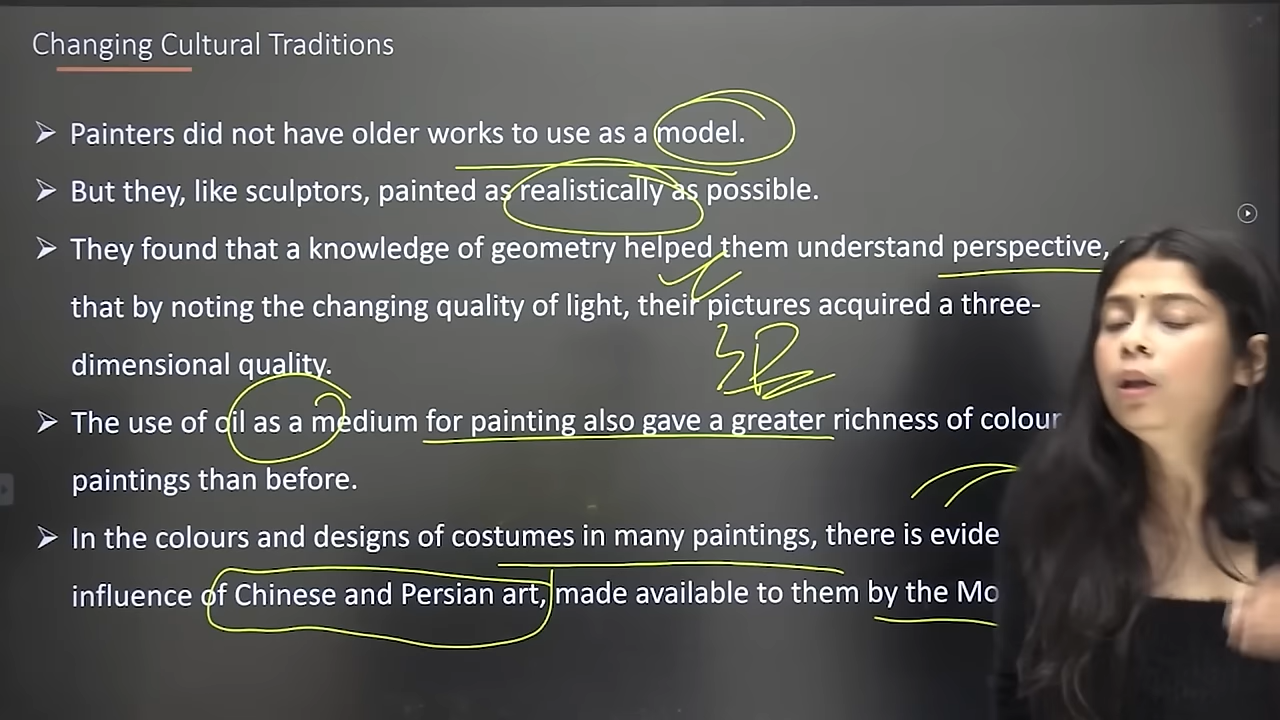 Changing Cultural Traditions
➤ Painters did not have older works to use as a model.
➤ But they, like sculptors, painted as realistically as possible.
➤ They found that a knowledge of geometry helped them understand perspective,
that by noting the changing quality of light, their pictures acquired a three-
dimensional quality.
3D
➤ The use of oil as a medium for painting also gave a greater richness of colour
paintings than before.
➤ In the colours and designs of costumes in many paintings, there is
influence of Chinese and Persian art, made available to them by the